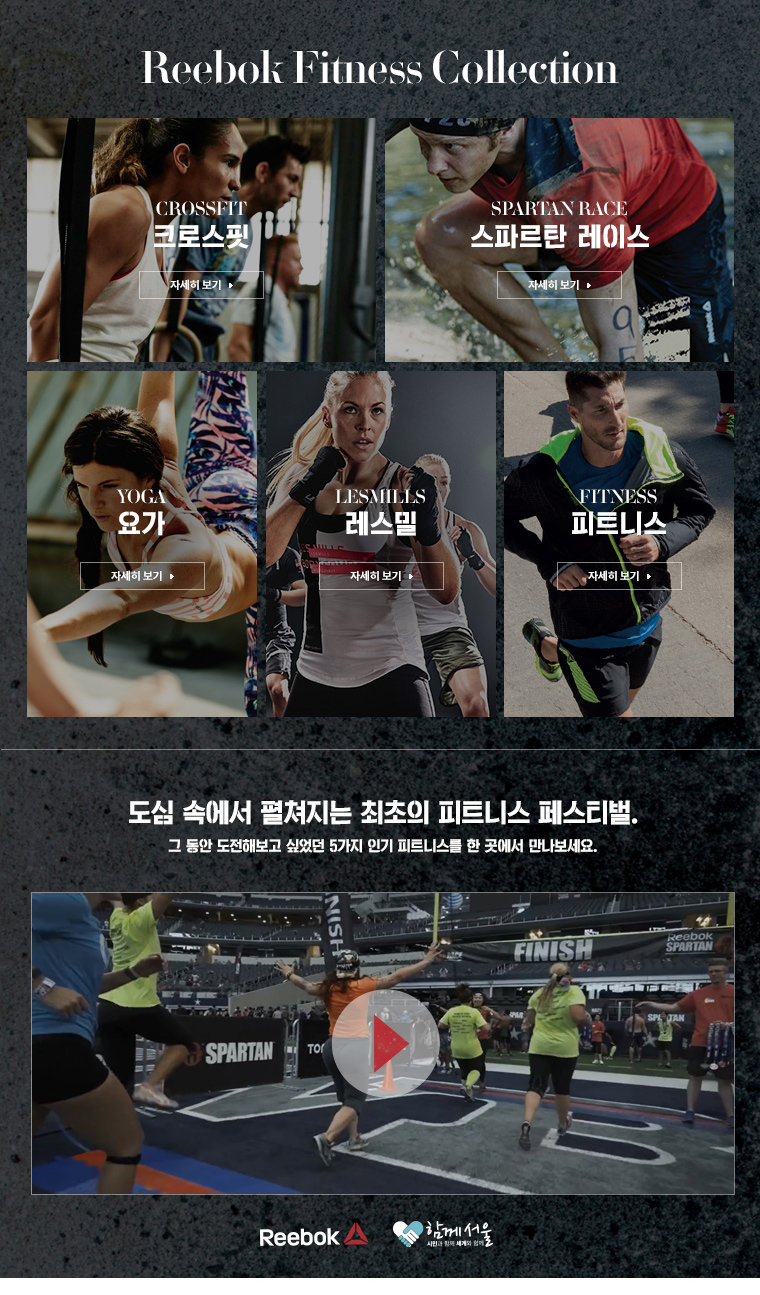 Reebok Fitness Collection
CROSSFIT
크로스핏
자세히 보기
SPARTAN RACE
스파르탄 레이스
자세히 보기
YOGA
요가
자세히 보기
LESMILLS
레스밀
자세히 보기
FITNESS
피트니스
자세히 보기
도심 속에서 펼쳐지는 최초의 피트니스 페스티벌.
그 동안 도전해보고 싶었던 5가지 인기 피트니스를 한 곳에서 만나보세요.
NISH
FINISH
Reebok
SPARTAN
SPARTAN
SPARTAN
Reebok
함께서울
시민과 함께 세계와 함께